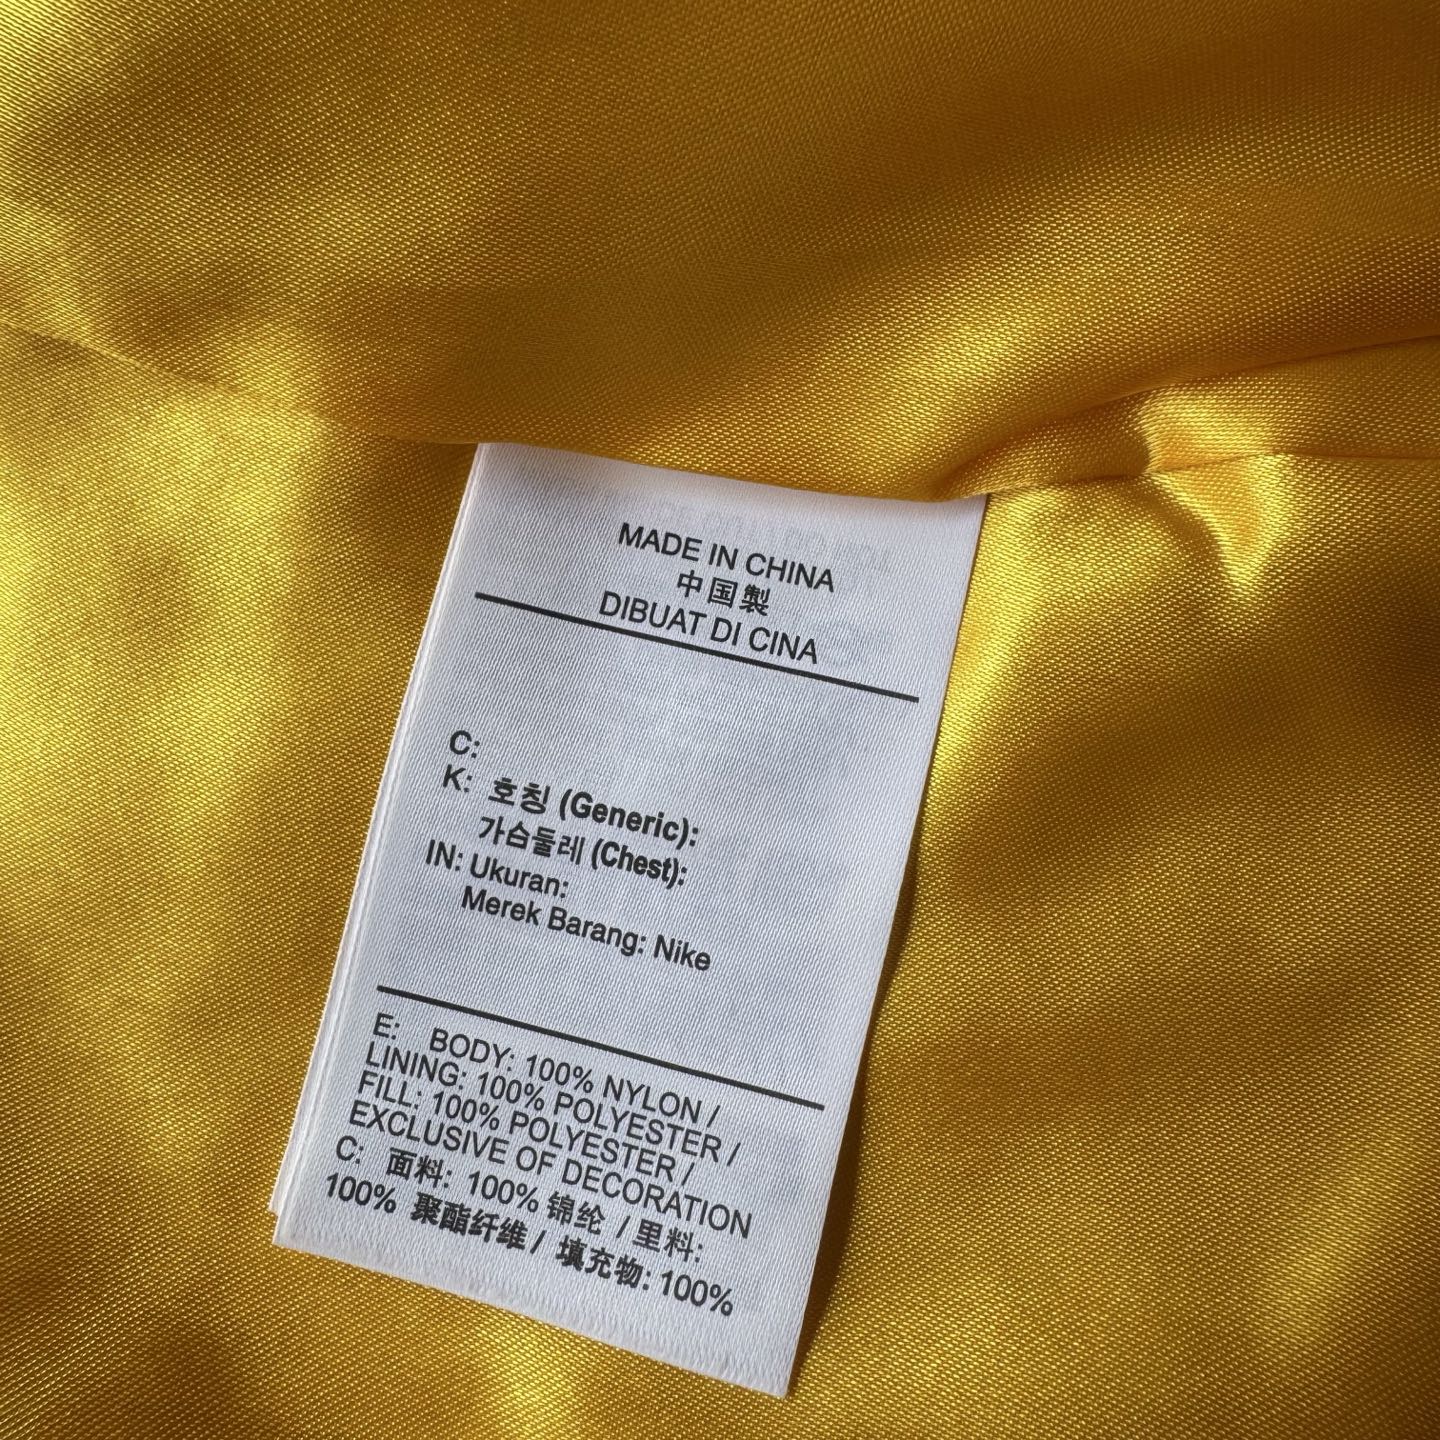 MADE IN CHINA
中国製
DIBUAT DI CINA
C:
K: 호칭 (Generic):
가슴둘레 (Chest):
IN: Ukuran:
Merek Barang: Nike
E: BODY: 100% NYLON /
LINING: 100% POLYESTER /
FILL: 100% POLYESTER /
EXCLUSIVE OF DECORATION
C: 面料: 100% 锦纶 / 里料:
100% 聚酯纤维 / 填充物: 100%